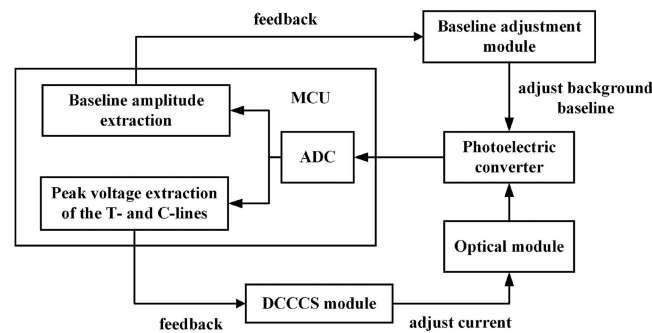 feedback
Baseline adjustment
module
MCU
Baseline amplitude
extraction
adjust background
baseline
ADC
Photoelectric
converter
Peak voltage extraction
of the T- and C-lines
Optical module
DCCCS module
feedback
adjust current